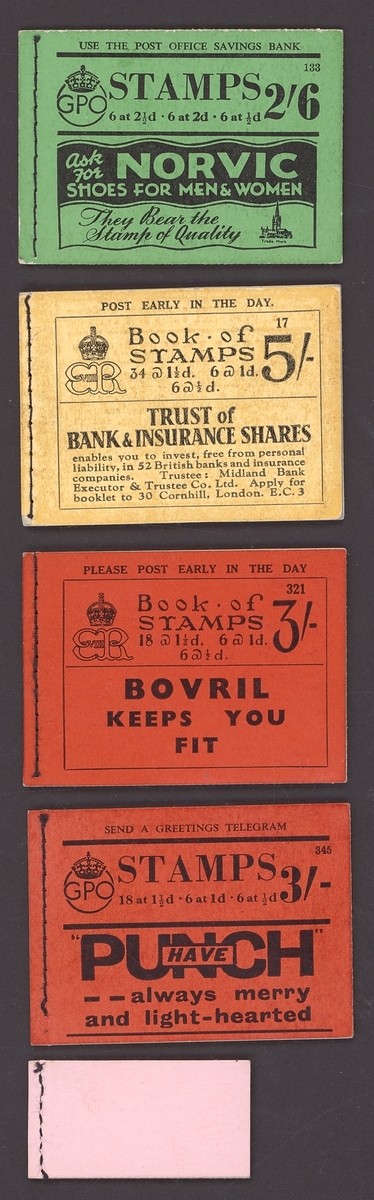 USE THE POST OFFICE SAVINGS BANK
133
GPO
STAMPS 2/6
6 at 2½d · 6 at 2d · 6 at ½d
Ask for NORVIC
SHOES FOR MEN & WOMEN
They Bear the
Stamp of Quality
Trade Mark
POST EARLY IN THE DAY.
17
Book · of
STAMPS 5/-
34 @ 1½d. 6 @ 1d.
6 @ ½d.
TRUST of
BANK & INSURANCE SHARES
enables you to invest, free from personal
liability, in 52 British banks and insurance
companies. Trustee: Midland Bank
Executor & Trustee Co. Ltd. Apply for
booklet to 30 Cornhill, London. E.C. 3
PLEASE POST EARLY IN THE DAY
321
Book · of
STAMPS 3/-
18 @ 1½d. 6 @ 1d.
6 @ ½d.
BOVRIL
KEEPS YOU
FIT
SEND A GREETINGS TELEGRAM
345
GPO
STAMPS 3/-
18 at 1½d · 6 at 1d · 6 at ½d
HAVE
"PUNCH"
— — always merry
and light-hearted